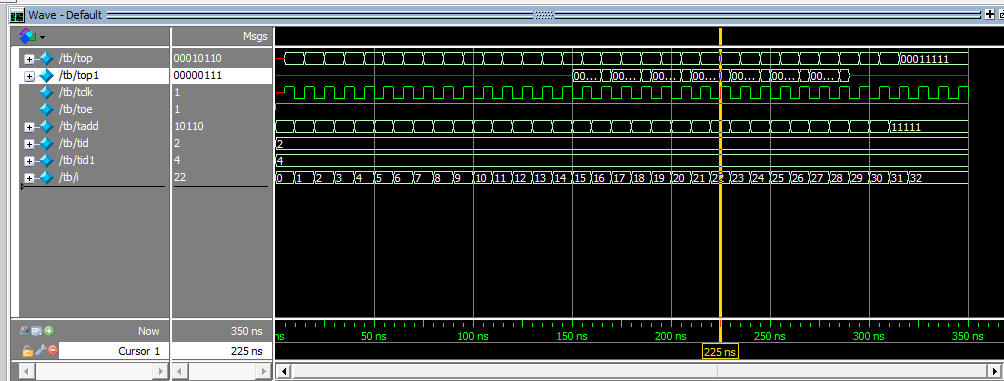 Wave - Default
Msgs
/tb/top 00010110 00011111
/tb/top1 00000111 00... 00... 00... 00... 00... 00... 00...
/tb/tclk 1
/tb/toe 1
/tb/tadd 10110 11111
/tb/tid 2 2
/tb/tid1 4 4
/tb/i 22 0 1 2 3 4 5 6 7 8 9 10 11 12 13 14 15 16 17 18 19 20 21 22 23 24 25 26 27 28 29 30 31 32
Now 350 ns ns 50 ns 100 ns 150 ns 200 ns 250 ns 300 ns 350 ns
Cursor 1 225 ns 225 ns